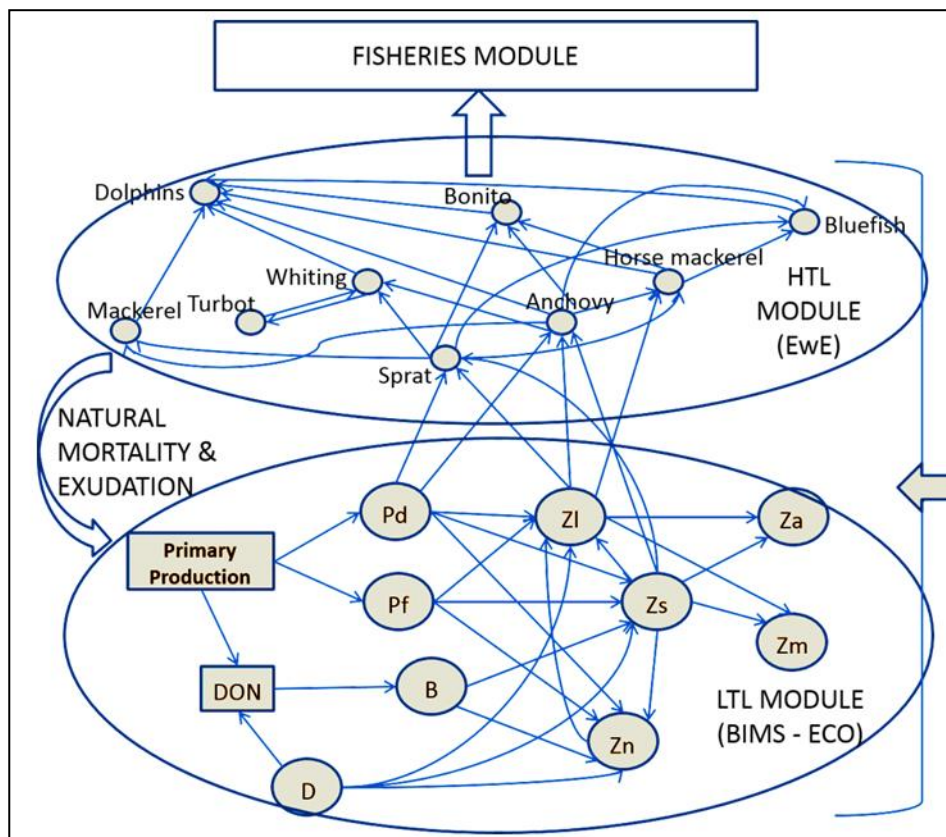 FISHERIES MODULE
Dolphins
Bonito
Bluefish
Horse mackerel
Whiting
HTL
MODULE
(EwE)
Mackerel
Turbot
Anchovy
Sprat
NATURAL
MORTALITY &
EXUDATION
Pd
Zl
Za
Primary
Production
Pf
Zs
Zm
DON
B
LTL MODULE
(BIMS - ECO)
Zn
D